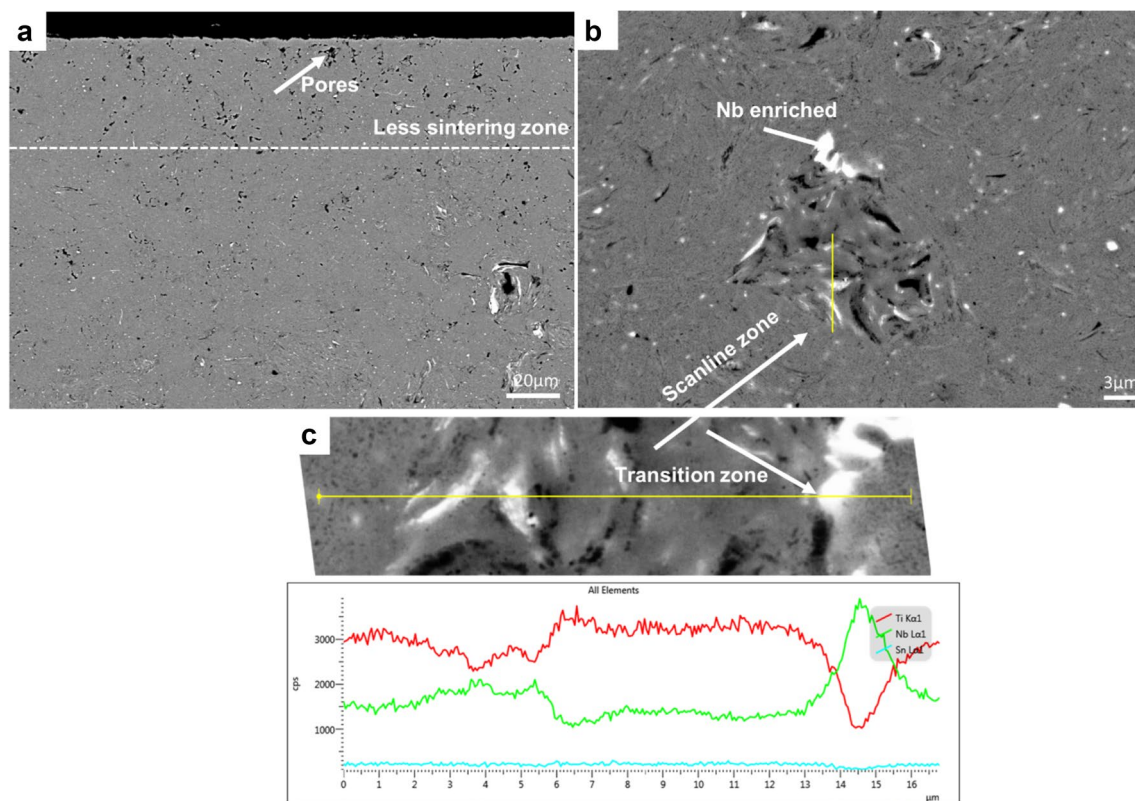 a
Pores
Less sintering zone
20μm
b
Nb enriched
Scanline zone
3μm
c
Transition zone
All Elements
Ti Kα1
Nb Lα1
Sn Lα1
3000
2000
1000
cps
0 1 2 3 4 5 6 7 8 9 10 11 12 13 14 15 16
μm